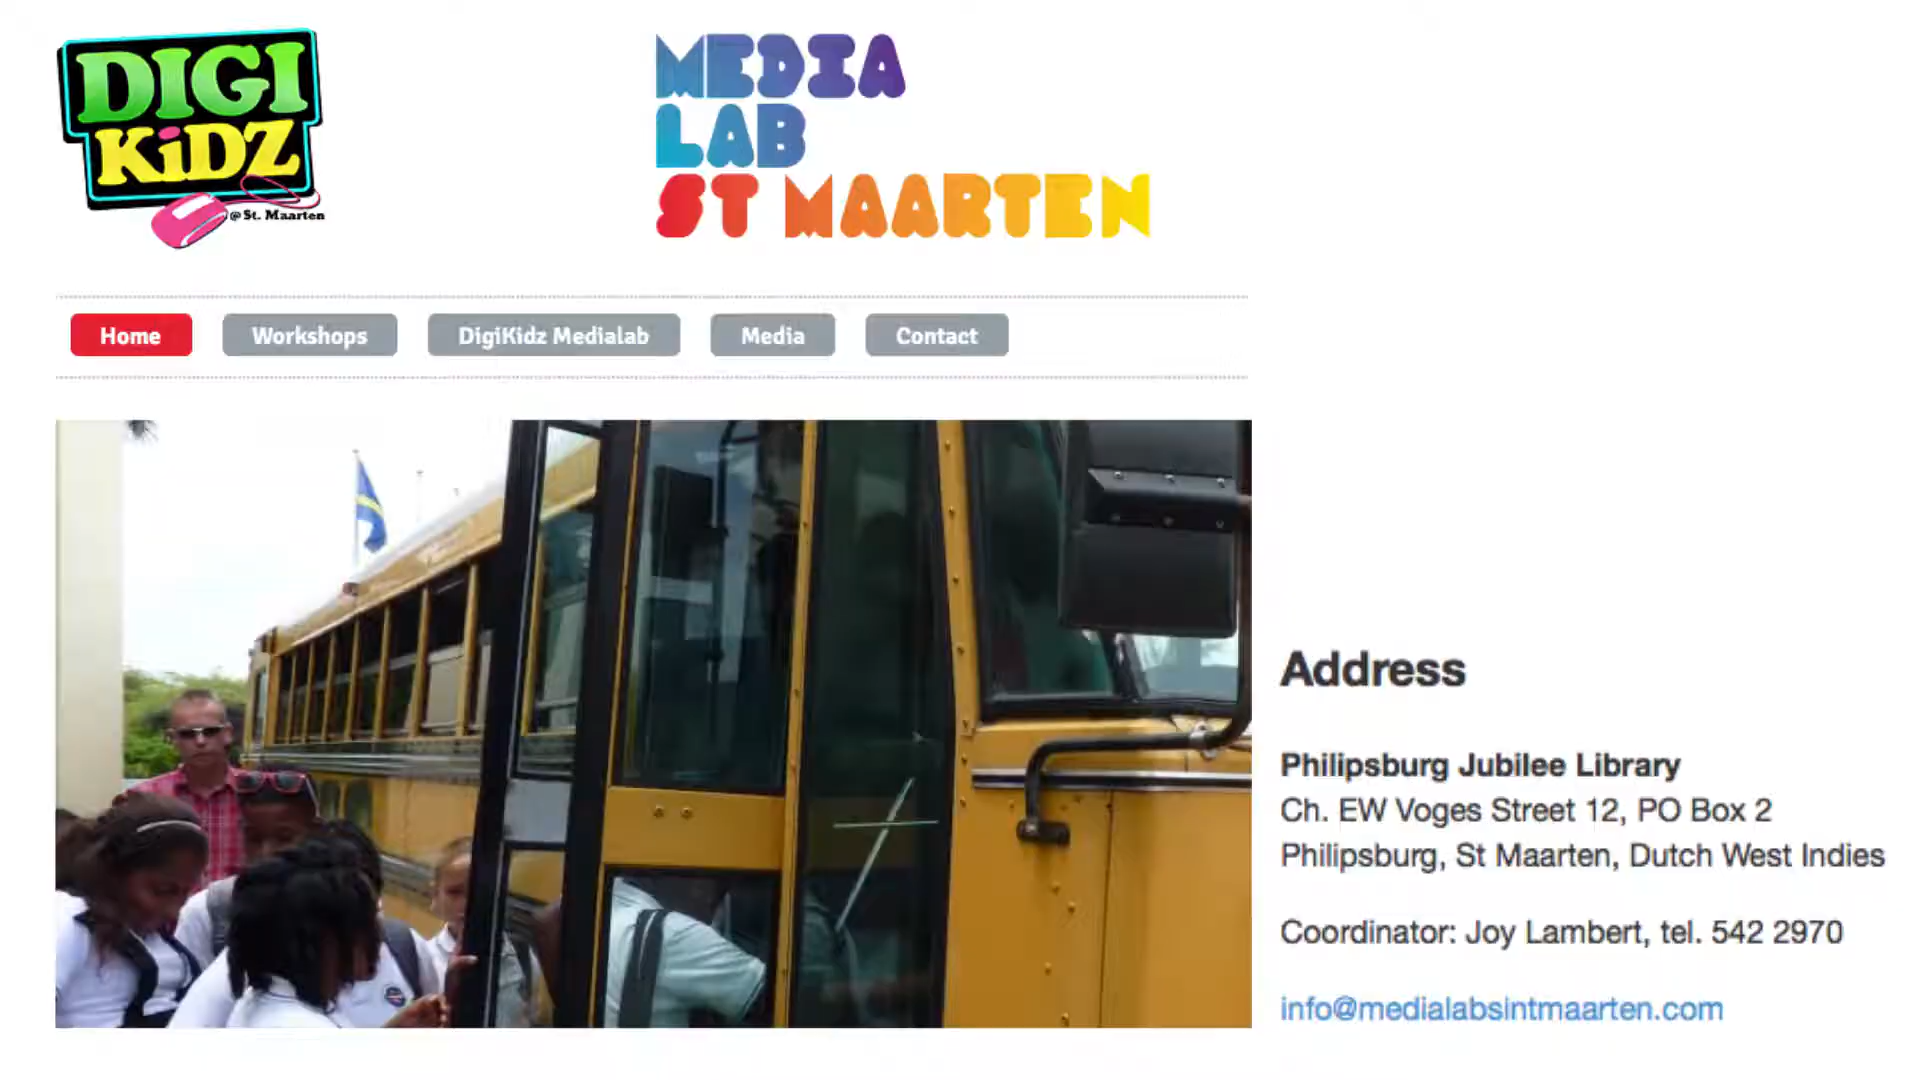 DIGI
KiDZ
@ St. Maarten
MEDIA
LAB
ST MAARTEN
Home
Workshops
DigiKidz Medialab
Media
Contact
Address
Philipsburg Jubilee Library
Ch. EW Voges Street 12, PO Box 2
Philipsburg, St Maarten, Dutch West Indies
Coordinator: Joy Lambert, tel. 542 2970
info@medialabsintmaarten.com